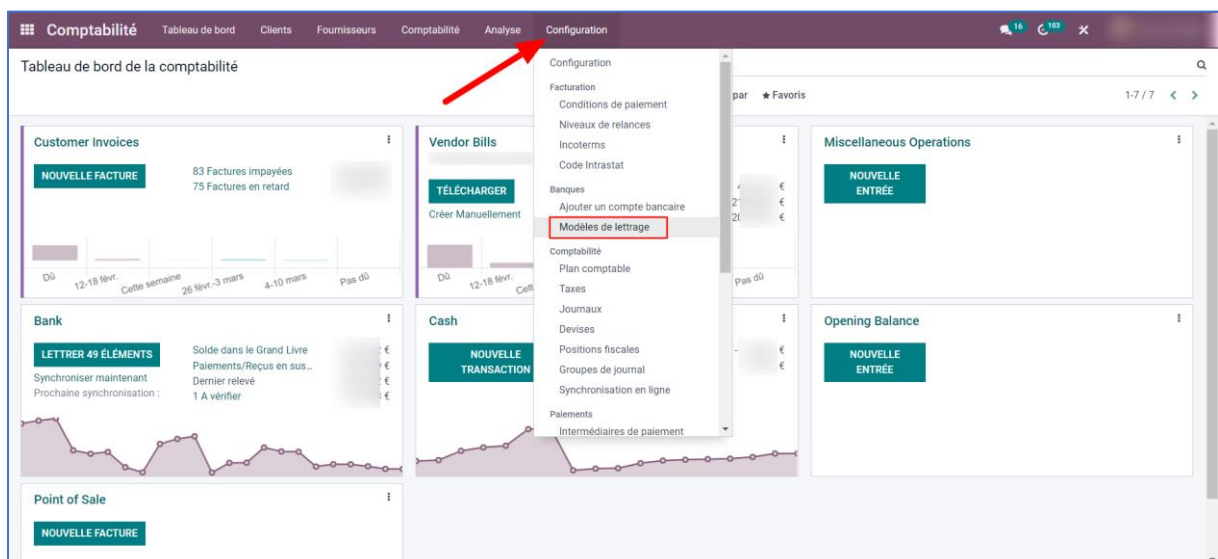 Comptabilité Tableau de bord Clients Fournisseurs Comptabilité Analyse Configuration 16 103
Tableau de bord de la comptabilité
par ★ Favoris 1-7 / 7
Configuration
Facturation
Conditions de paiement
Niveaux de relances
Incoterms
Code Intrastat
Banques
Ajouter un compte bancaire
Modèles de lettrage
Comptabilité
Plan comptable
Taxes
Journaux
Devises
Positions fiscales
Groupes de journal
Synchronisation en ligne
Paiements
Intermédiaires de paiement
Customer Invoices
NOUVELLE FACTURE
83 Factures impayées
75 Factures en retard
Dû 12-18 févr. Cette semaine 26 févr.-3 mars 4-10 mars Pas dû
Vendor Bills
TÉLÉCHARGER
Créer Manuellement
€
€
€
Dû 12-18 févr. Pas dû
Miscellaneous Operations
NOUVELLE
ENTRÉE
Bank
LETTRER 49 ÉLÉMENTS
Synchroniser maintenant
Prochaine synchronisation :
Solde dans le Grand Livre €
Paiements/Reçus en sus... €
Dernier relevé €
1 A vérifier €
Cash
NOUVELLE
TRANSACTION
- €
€
Opening Balance
NOUVELLE
ENTRÉE
Point of Sale
NOUVELLE FACTURE